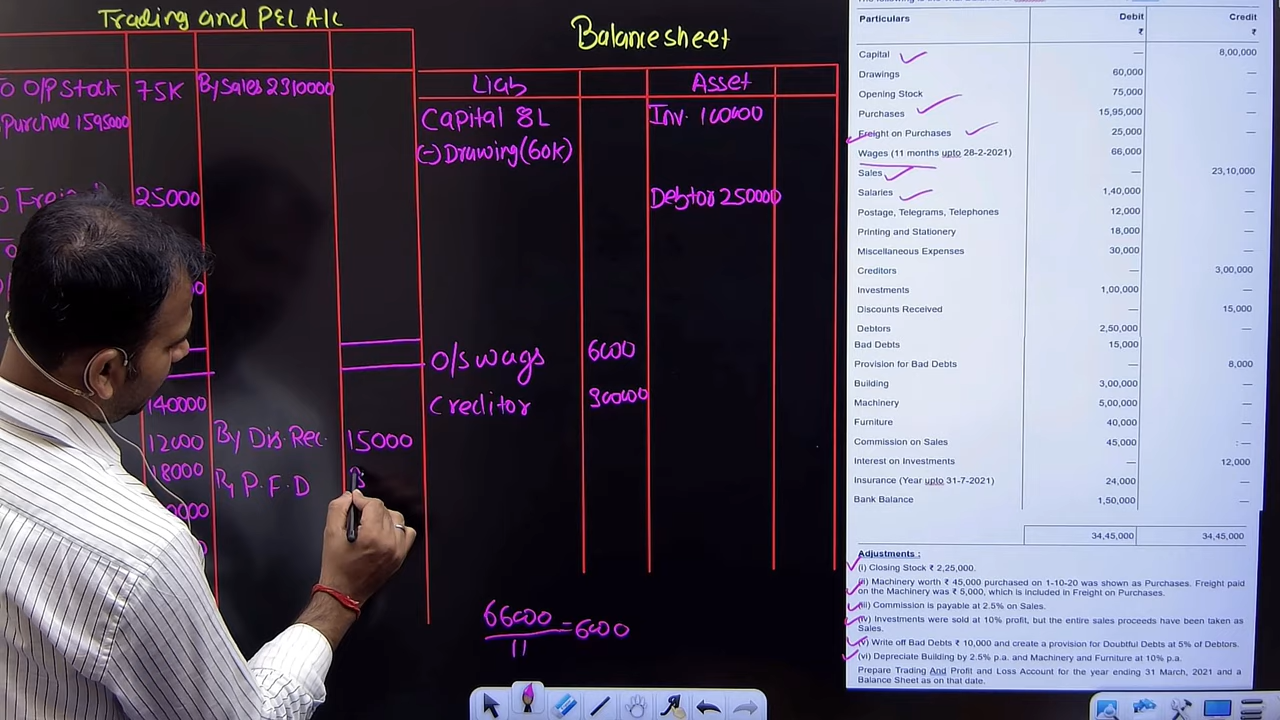 Trading and P&L A/c
To O/P Stock 75K By Sales 2310000
Purchase 1595000
To 25000
140000
12000 By Dis. Rec. 15000
18000 By P.F.D
Balance sheet
Liab Asset
Capital 8L Inv. 100000
(-) Drawing (60K)
Debtor 250000
O/S wags 6000
Creditor 300000
66000
11
=6000
Particulars Debit Credit
₹ ₹
Capital — 8,00,000
Drawings 60,000 —
Opening Stock 75,000 —
Purchases 15,95,000 —
Freight on Purchases 25,000 —
Wages (11 months upto 28-2-2021) 66,000 —
Sales — 23,10,000
Salaries 1,40,000 —
Postage, Telegrams, Telephones 12,000 —
Printing and Stationery 18,000 —
Miscellaneous Expenses 30,000 —
Creditors — 3,00,000
Investments 1,00,000 —
Discounts Received — 15,000
Debtors 2,50,000 —
Bad Debts 15,000 —
Provision for Bad Debts — 8,000
Building 3,00,000 —
Machinery 5,00,000 —
Furniture 40,000 —
Commission on Sales 45,000 : —
Interest on Investments — 12,000
Insurance (Year upto 31-7-2021) 24,000 —
Bank Balance 1,50,000 —
34,45,000 34,45,000
Adjustments :
(i) Closing Stock ₹ 2,25,000.
(ii) Machinery worth ₹ 45,000 purchased on 1-10-20 was shown as Purchases. Freight paid
on the Machinery was ₹ 5,000, which is included in Freight on Purchases.
(iii) Commission is payable at 2.5% on Sales.
(iv) Investments were sold at 10% profit, but the entire sales proceeds have been taken as
Sales.
(v) Write off Bad Debts ₹ 10,000 and create a provision for Doubtful Debts at 5% of Debtors.
(vi) Depreciate Building by 2.5% p.a. and Machinery and Furniture at 10% p.a.
Prepare Trading And Profit and Loss Account for the year ending 31 March, 2021 and a
Balance Sheet as on that date.